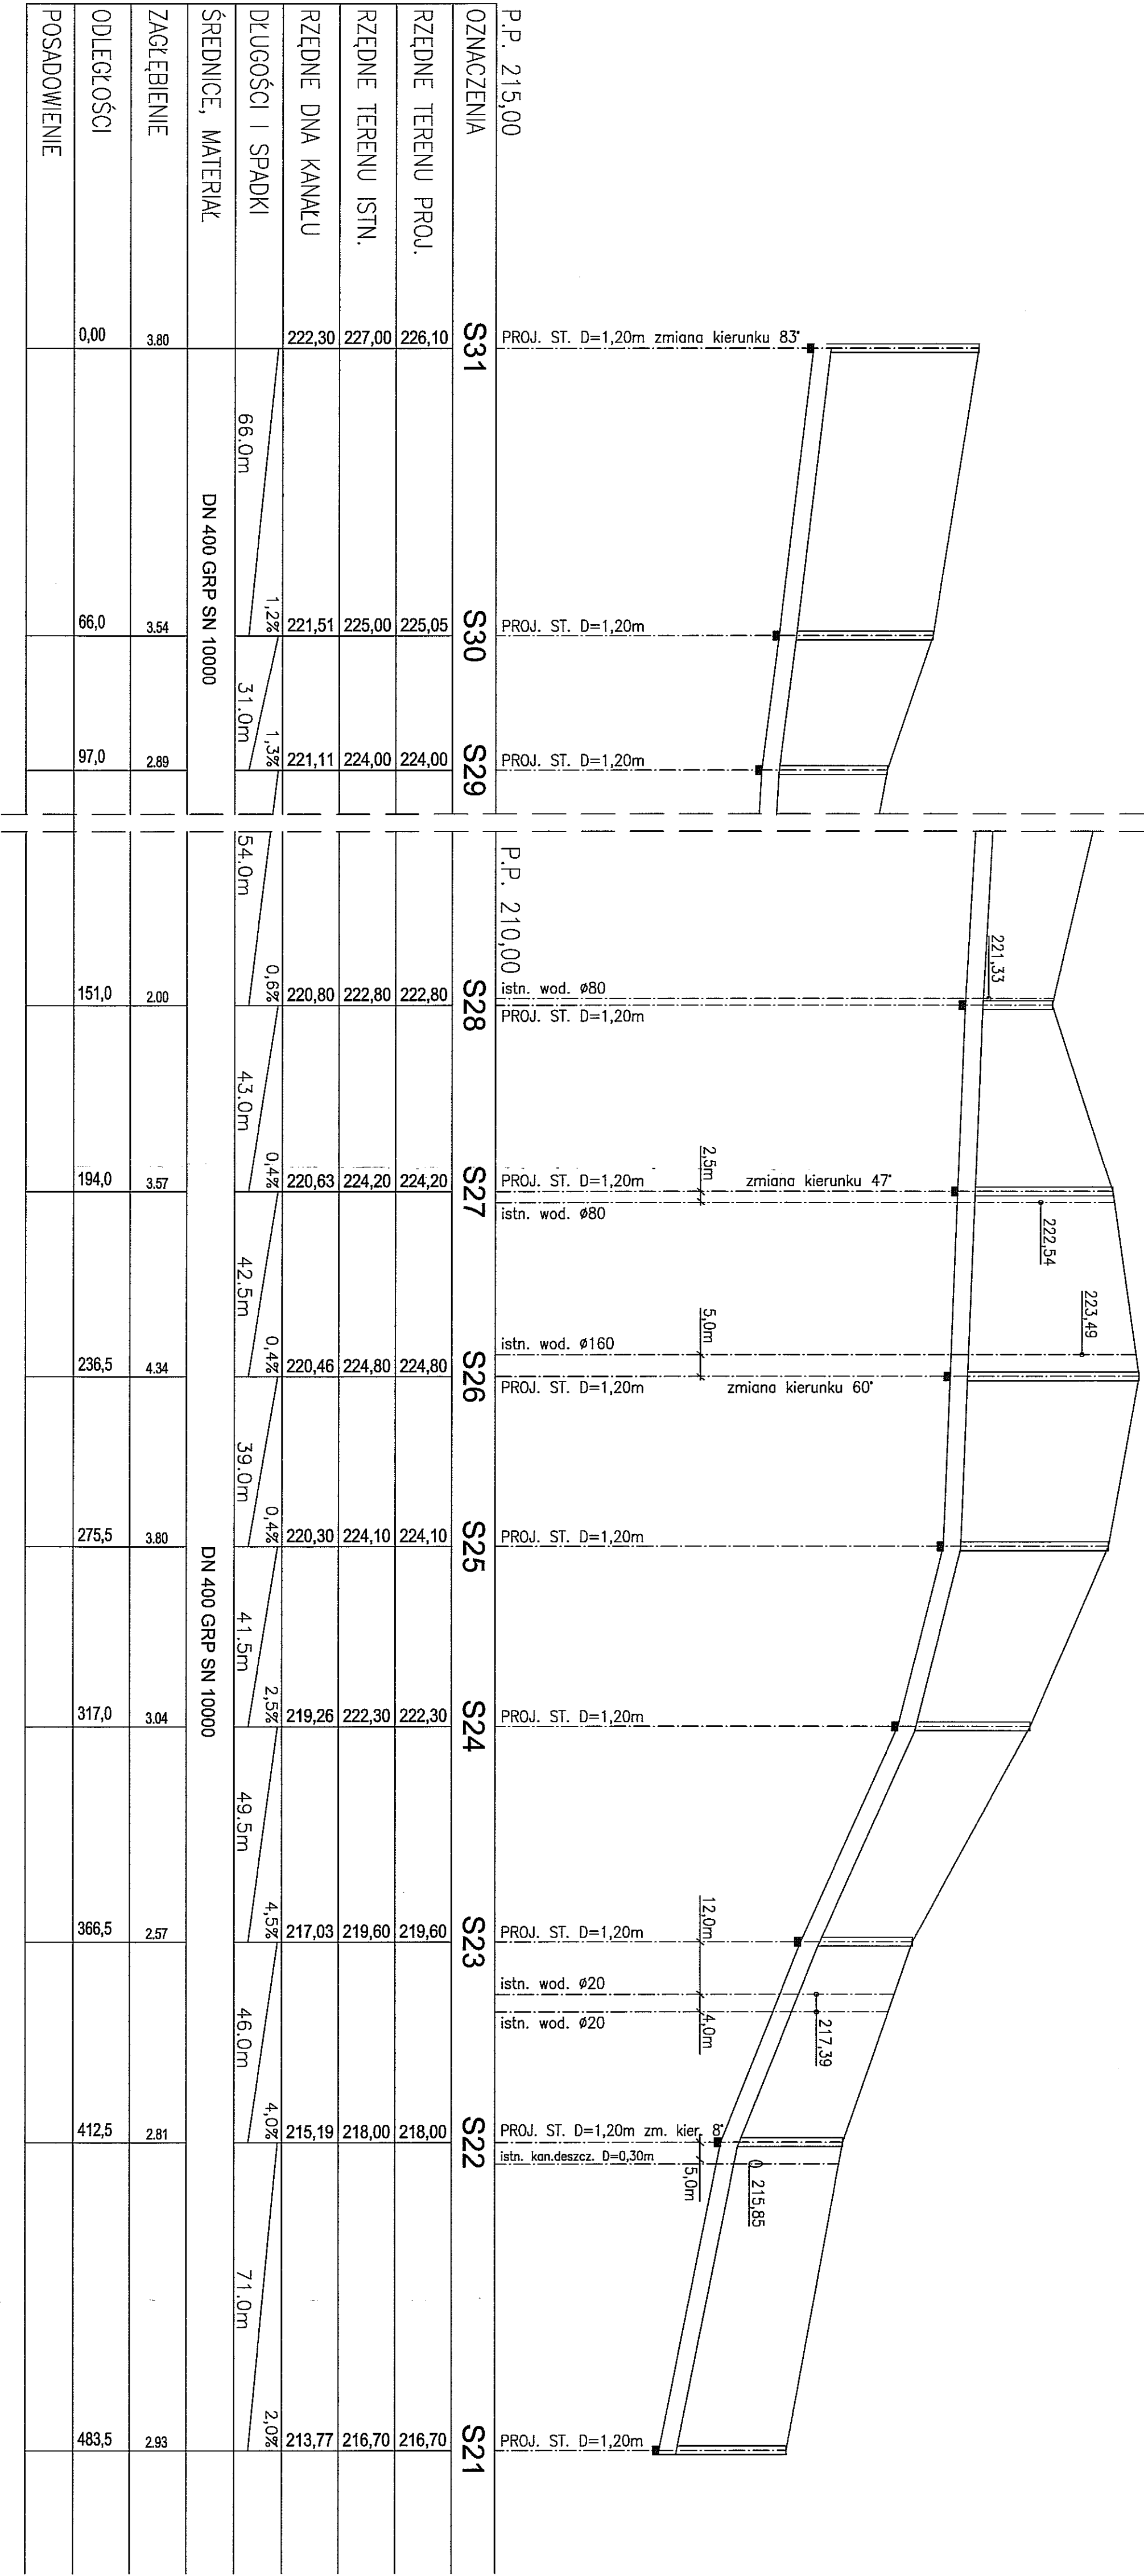 P.P. 215,00
P.P. 210,00
PROJ. ST. D=1,20m zmiana kierunku 83°
PROJ. ST. D=1,20m
PROJ. ST. D=1,20m
istn. wod. ø80
221,33
PROJ. ST. D=1,20m
PROJ. ST. D=1,20m zmiana kierunku 47°
2,5m
istn. wod. ø80
222,54
istn. wod. ø160
5,0m
223,49
PROJ. ST. D=1,20m zmiana kierunku 60°
PROJ. ST. D=1,20m
PROJ. ST. D=1,20m
PROJ. ST. D=1,20m
12,0m
istn. wod. ø20
istn. wod. ø20
4,0m
217,39
PROJ. ST. D=1,20m zm. kier. 8°
istn. kan.deszcz. D=0,30m
5,0m
215,85
PROJ. ST. D=1,20m
OZNACZENIA S31 S30 S29 S28 S27 S26 S25 S24 S23 S22 S21
RZĘDNE TERENU PROJ. 226,10 225,05 224,00 222,80 224,20 224,80 224,10 222,30 219,60 218,00 216,70
RZĘDNE TERENU ISTN. 227,00 225,00 224,00 222,80 224,20 224,80 224,10 222,30 219,60 218,00 216,70
RZĘDNE DNA KANAŁU 222,30 221,51 221,11 220,80 220,63 220,46 220,30 219,26 217,03 215,19 213,77
DŁUGOŚCI I SPADKI 66.0m 1,2% 31.0m 1,3% 54.0m 0,6% 43.0m 0,4% 42.5m 0,4% 39.0m 0,4% 41.5m 2,5% 49.5m 4,5% 46.0m 4,0% 71.0m 2,0%
ŚREDNICE, MATERIAŁ DN 400 GRP SN 10000 DN 400 GRP SN 10000
ZAGŁĘBIENIE 3.80 3.54 2.89 2.00 3.57 4.34 3.80 3.04 2.57 2.81 2.93
ODLEGŁOŚCI 0,00 66,0 97,0 151,0 194,0 236,5 275,5 317,0 366,5 412,5 483,5
POSADOWIENIE